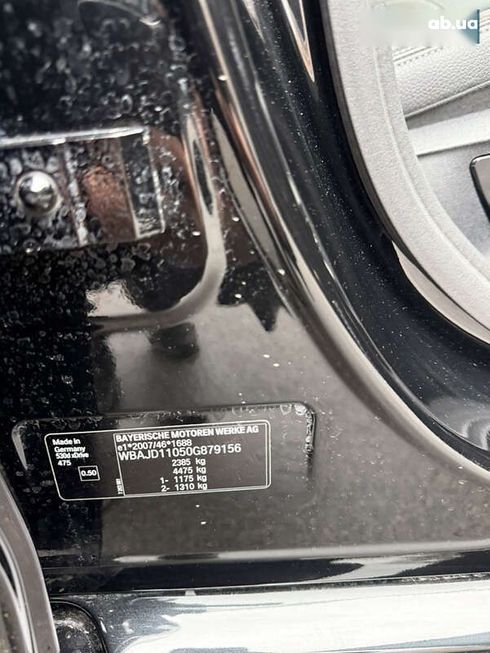 ab.ua
Made in
Germany
530d xDrive
475
0.50
BAYERISCHE MOTOREN WERKE AG
e1*2007/46*1688
WBAJD11050G879156
2385 kg
4475 kg
1- 1175 kg
2- 1310 kg